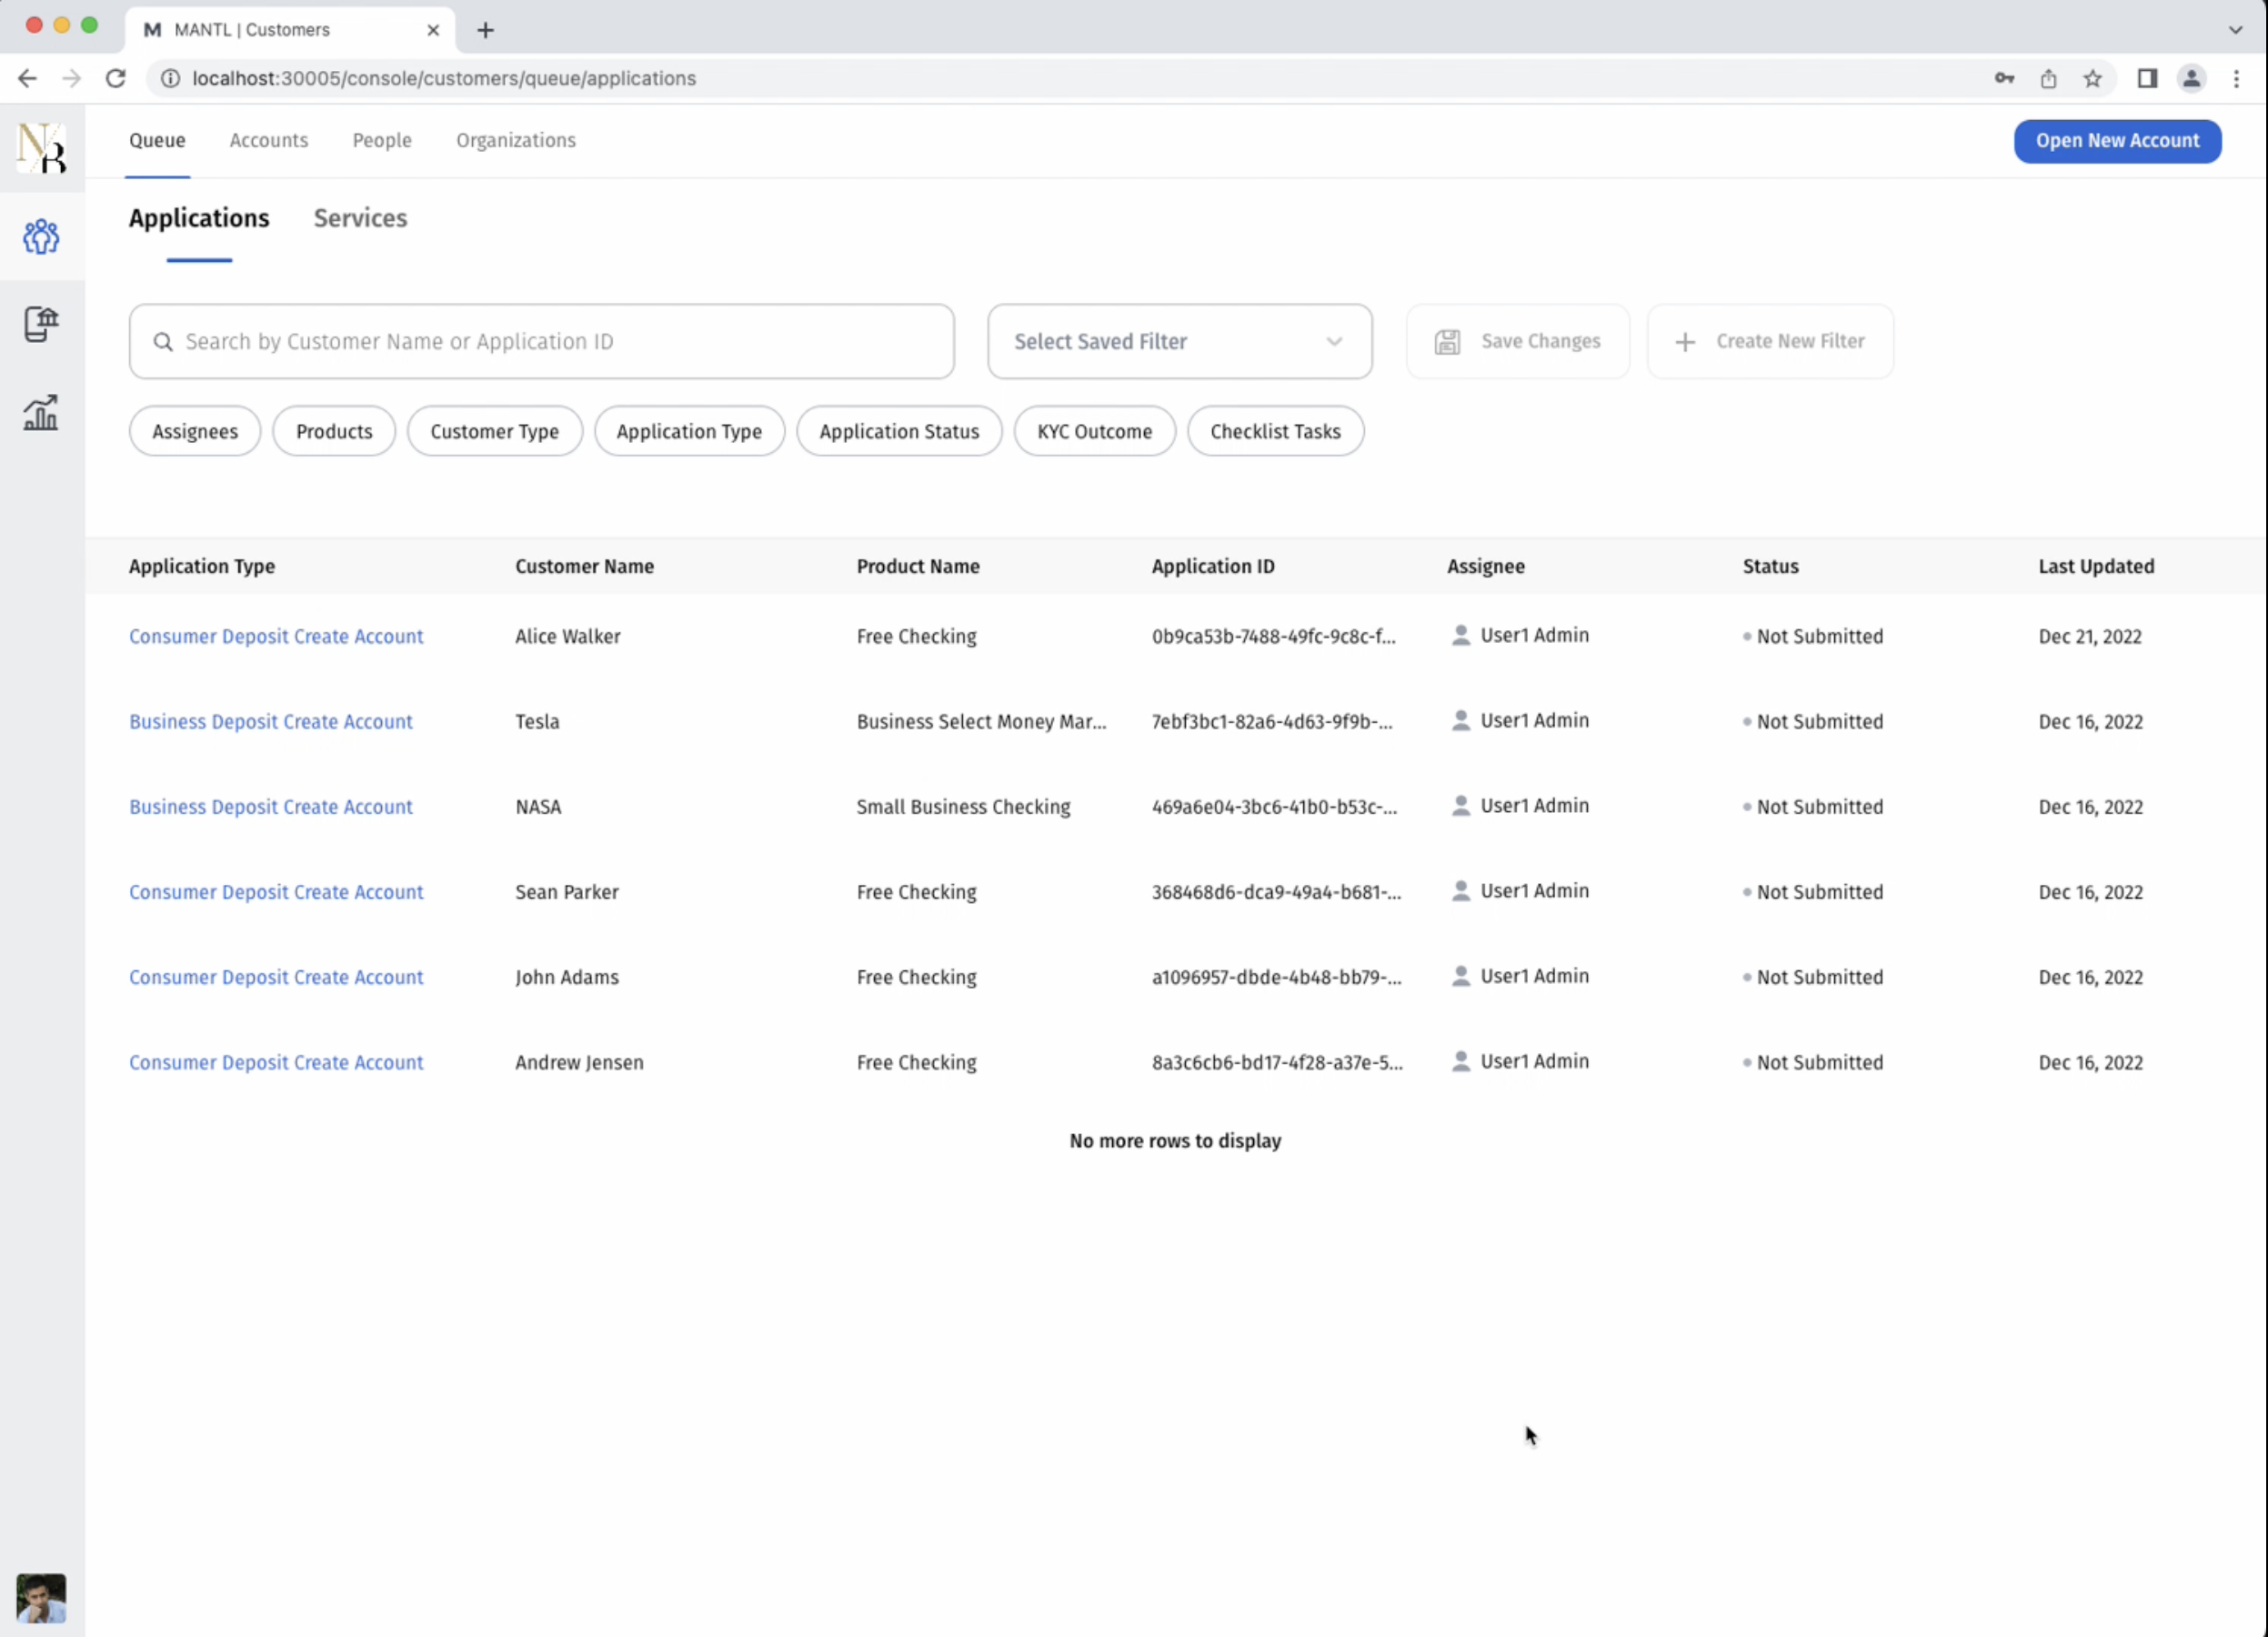 MANTL | Customers
localhost:30005/console/customers/queue/applications
NB
Queue Accounts People Organizations Open New Account
Applications Services
Search by Customer Name or Application ID Select Saved Filter Save Changes Create New Filter
Assignees Products Customer Type Application Type Application Status KYC Outcome Checklist Tasks
Application Type Customer Name Product Name Application ID Assignee Status Last Updated
Consumer Deposit Create Account Alice Walker Free Checking 0b9ca53b-7488-49fc-9c8c-f... User1 Admin Not Submitted Dec 21, 2022
Business Deposit Create Account Tesla Business Select Money Mar... 7ebf3bc1-82a6-4d63-9f9b-... User1 Admin Not Submitted Dec 16, 2022
Business Deposit Create Account NASA Small Business Checking 469a6e04-3bc6-41b0-b53c-... User1 Admin Not Submitted Dec 16, 2022
Consumer Deposit Create Account Sean Parker Free Checking 368468d6-dca9-49a4-b681-... User1 Admin Not Submitted Dec 16, 2022
Consumer Deposit Create Account John Adams Free Checking a1096957-dbde-4b48-bb79-... User1 Admin Not Submitted Dec 16, 2022
Consumer Deposit Create Account Andrew Jensen Free Checking 8a3c6cb6-bd17-4f28-a37e-5... User1 Admin Not Submitted Dec 16, 2022
No more rows to display